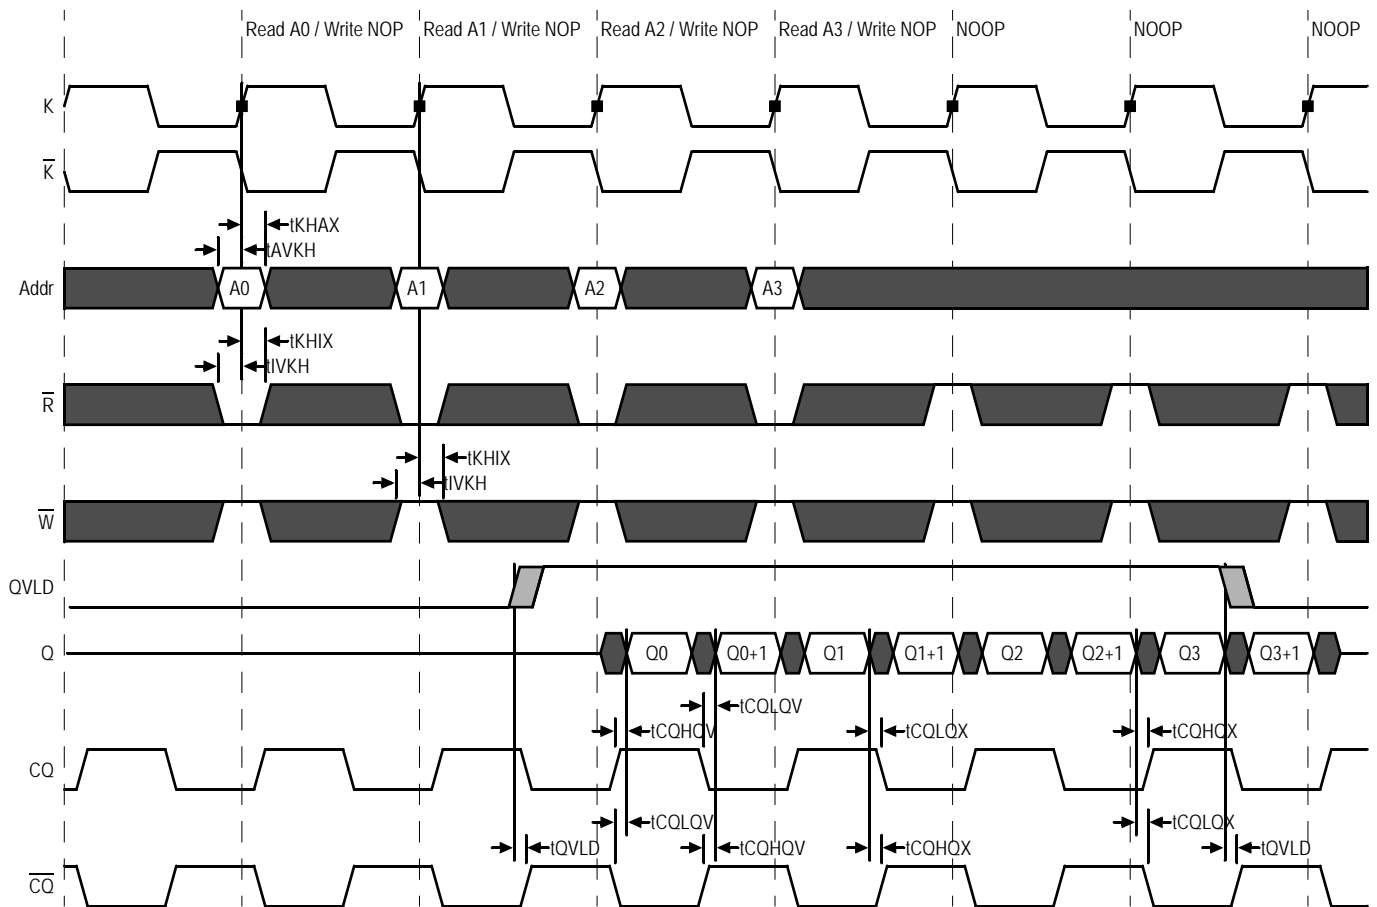 Read A0 / Write NOP Read A1 / Write NOP Read A2 / Write NOP Read A3 / Write NOP NOOP NOOP NOOP
K
K̅
tKHAX
tAVKH
Addr A0 A1 A2 A3
tKHIX
tIVKH
R̅
tKHIX
tIVKH
W̅
QVLD
Q Q0 Q0+1 Q1 Q1+1 Q2 Q2+1 Q3 Q3+1
tCQLQV
tCQHQV tCQLQX tCQHQX
CQ
tCQLQV tCQLQX
tQVLD tCQHQV tCQHQX tQVLD
C̅Q̅